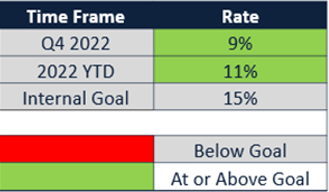 Time Frame Rate
Q4 2022 9%
2022 YTD 11%
Internal Goal 15%
Below Goal
At or Above Goal